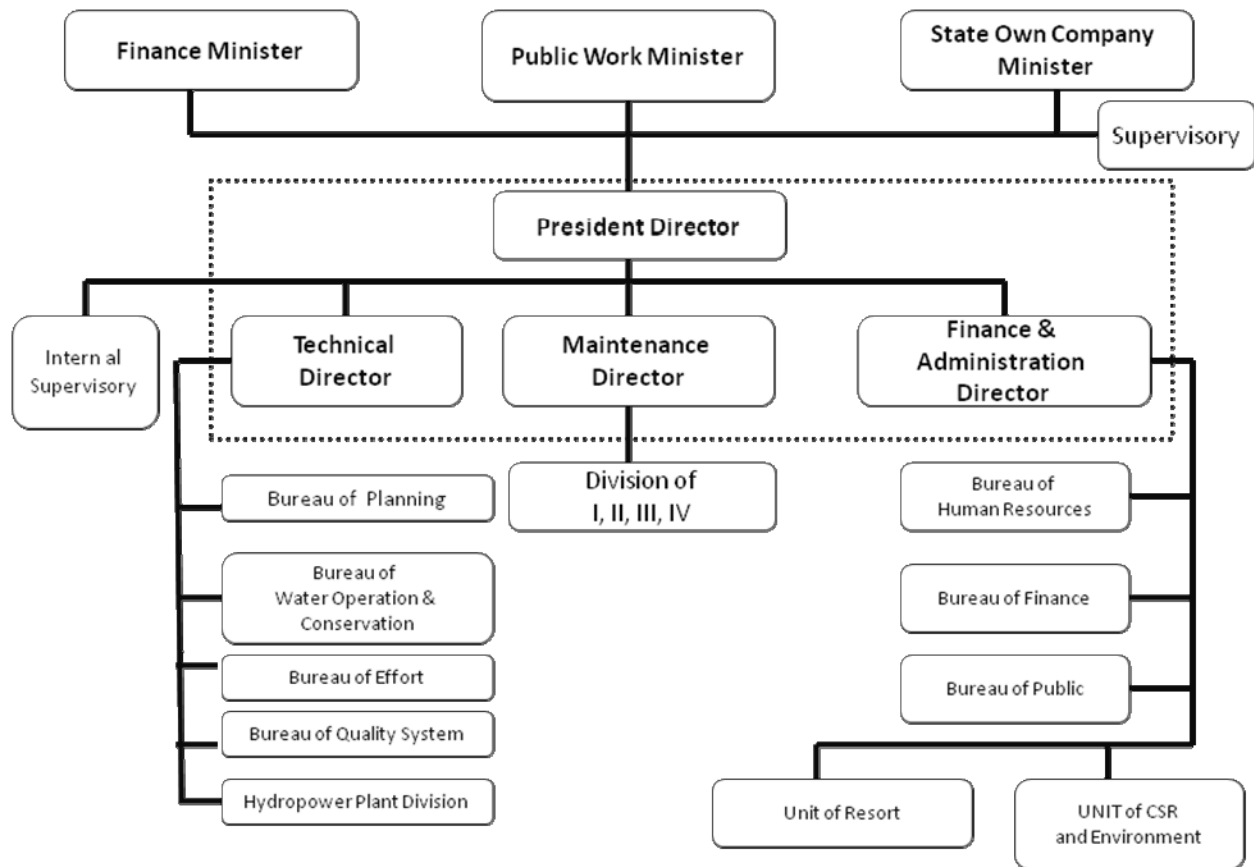 Finance Minister
Public Work Minister
State Own Company
Minister
Supervisory
President Director
Intern al
Supervisory
Technical
Director
Maintenance
Director
Finance &
Administration
Director
Bureau of Planning
Division of
I, II, III, IV
Bureau of
Human Resources
Bureau of
Water Operation &
Conservation
Bureau of Finance
Bureau of Effort
Bureau of Public
Bureau of Quality System
Hydropower Plant Division
Unit of Resort
UNIT of CSR
and Environment